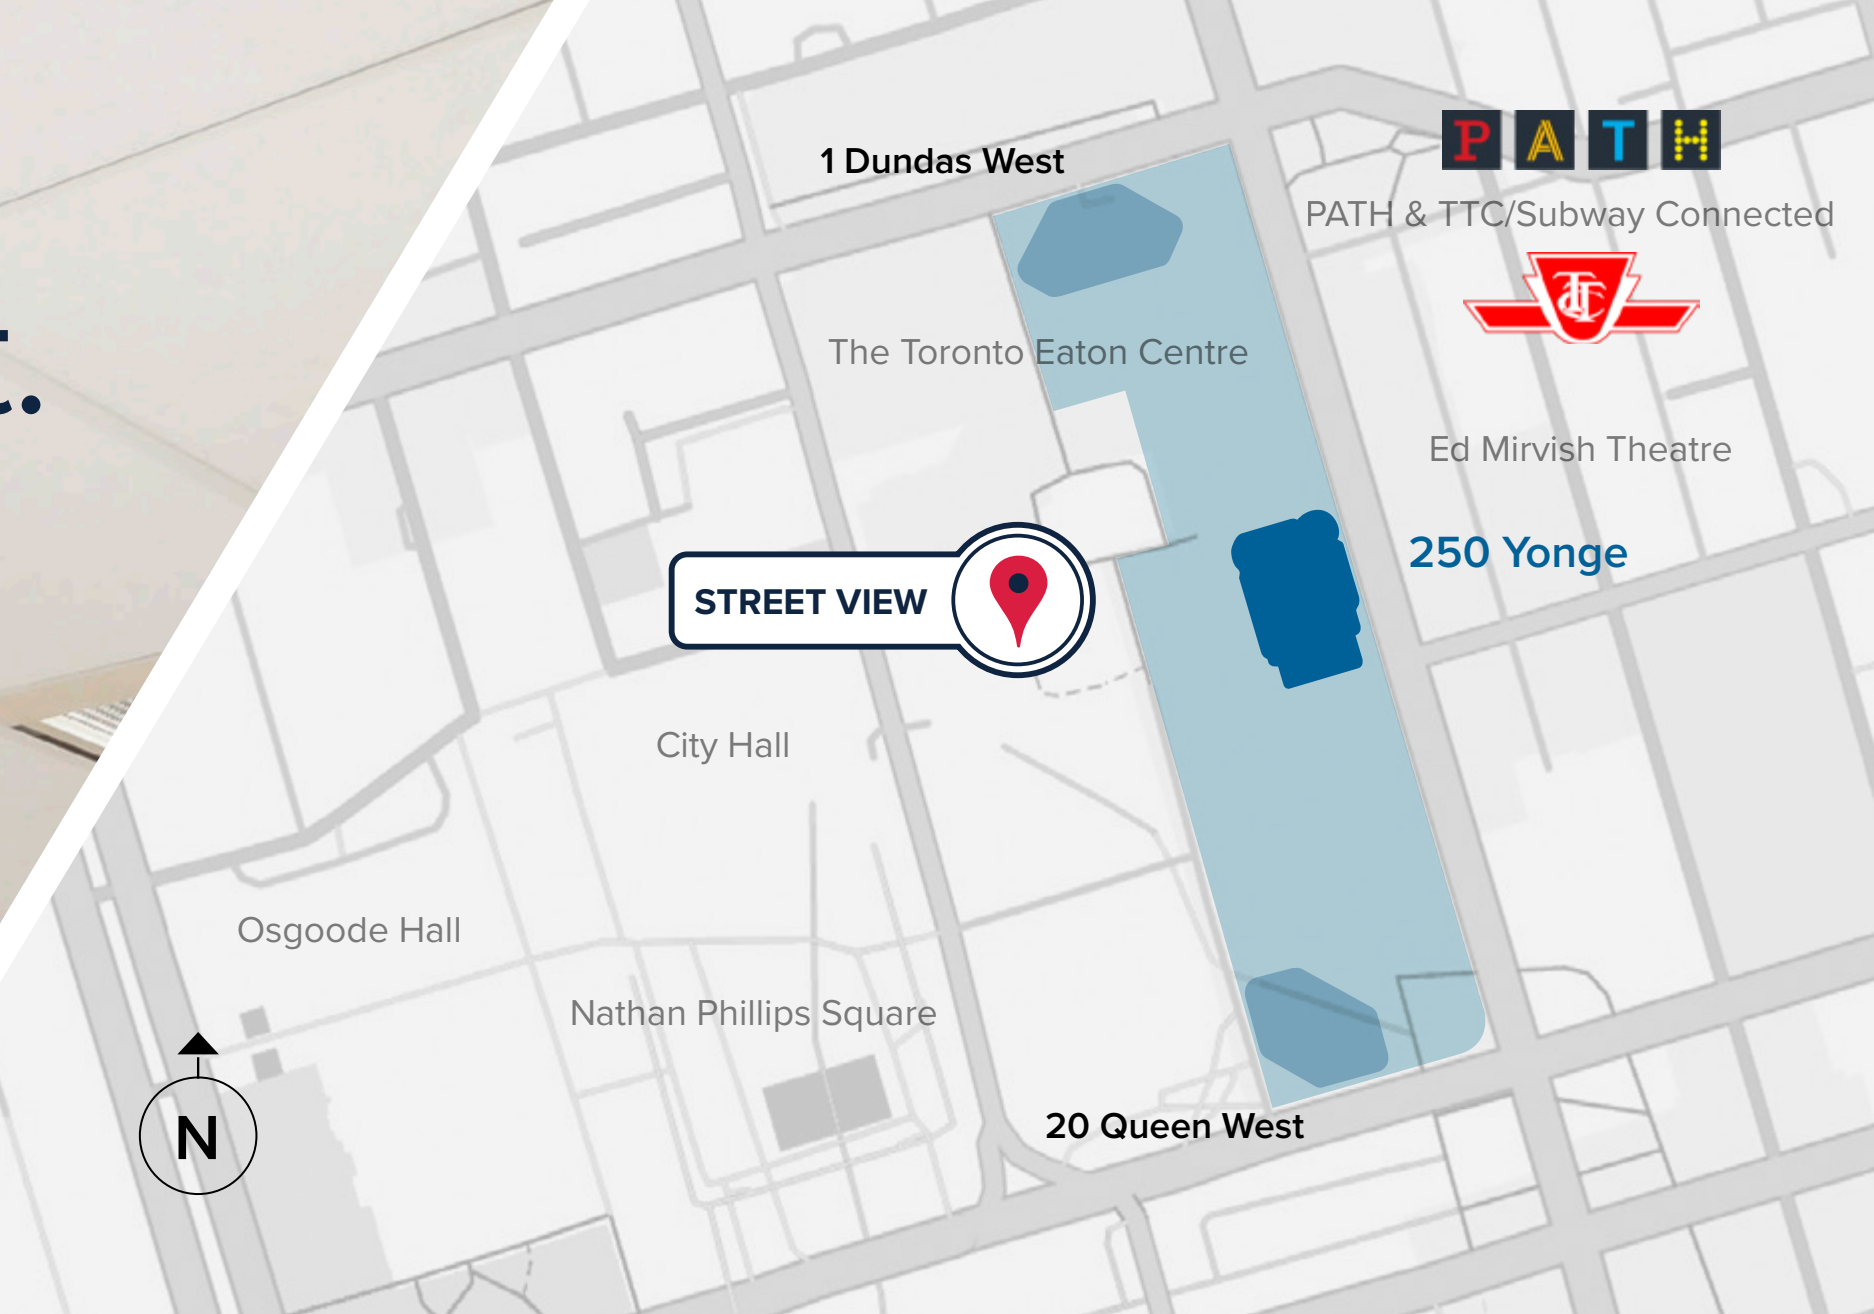 t.
1 Dundas West
PATH
PATH & TTC/Subway Connected
TTC
The Toronto Eaton Centre
Ed Mirvish Theatre
250 Yonge
STREET VIEW
City Hall
Osgoode Hall
Nathan Phillips Square
20 Queen West
N